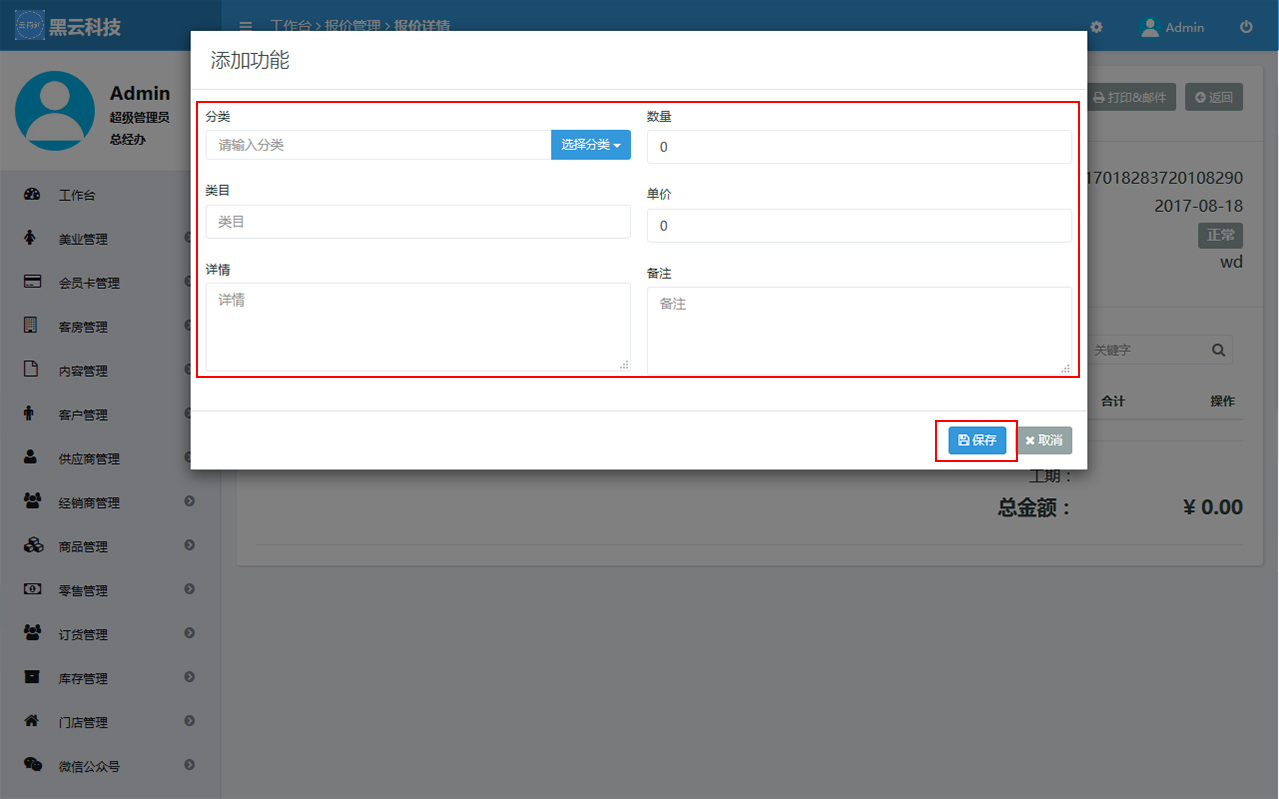 黑云科技
工作台 > 报价管理 > 报价详情
Admin
Admin
超级管理员
总经办
工作台
美业管理
会员卡管理
客房管理
内容管理
客户管理
供应商管理
经销商管理
商品管理
零售管理
订货管理
库存管理
门店管理
微信公众号
添加功能
分类
请输入分类
选择分类
类目
类目
详情
详情
数量
0
单价
0
备注
备注
保存
取消
打印&邮件
返回
17018283720108290
2017-08-18
正常
wd
关键字
合计
操作
工期：
总金额：
¥ 0.00